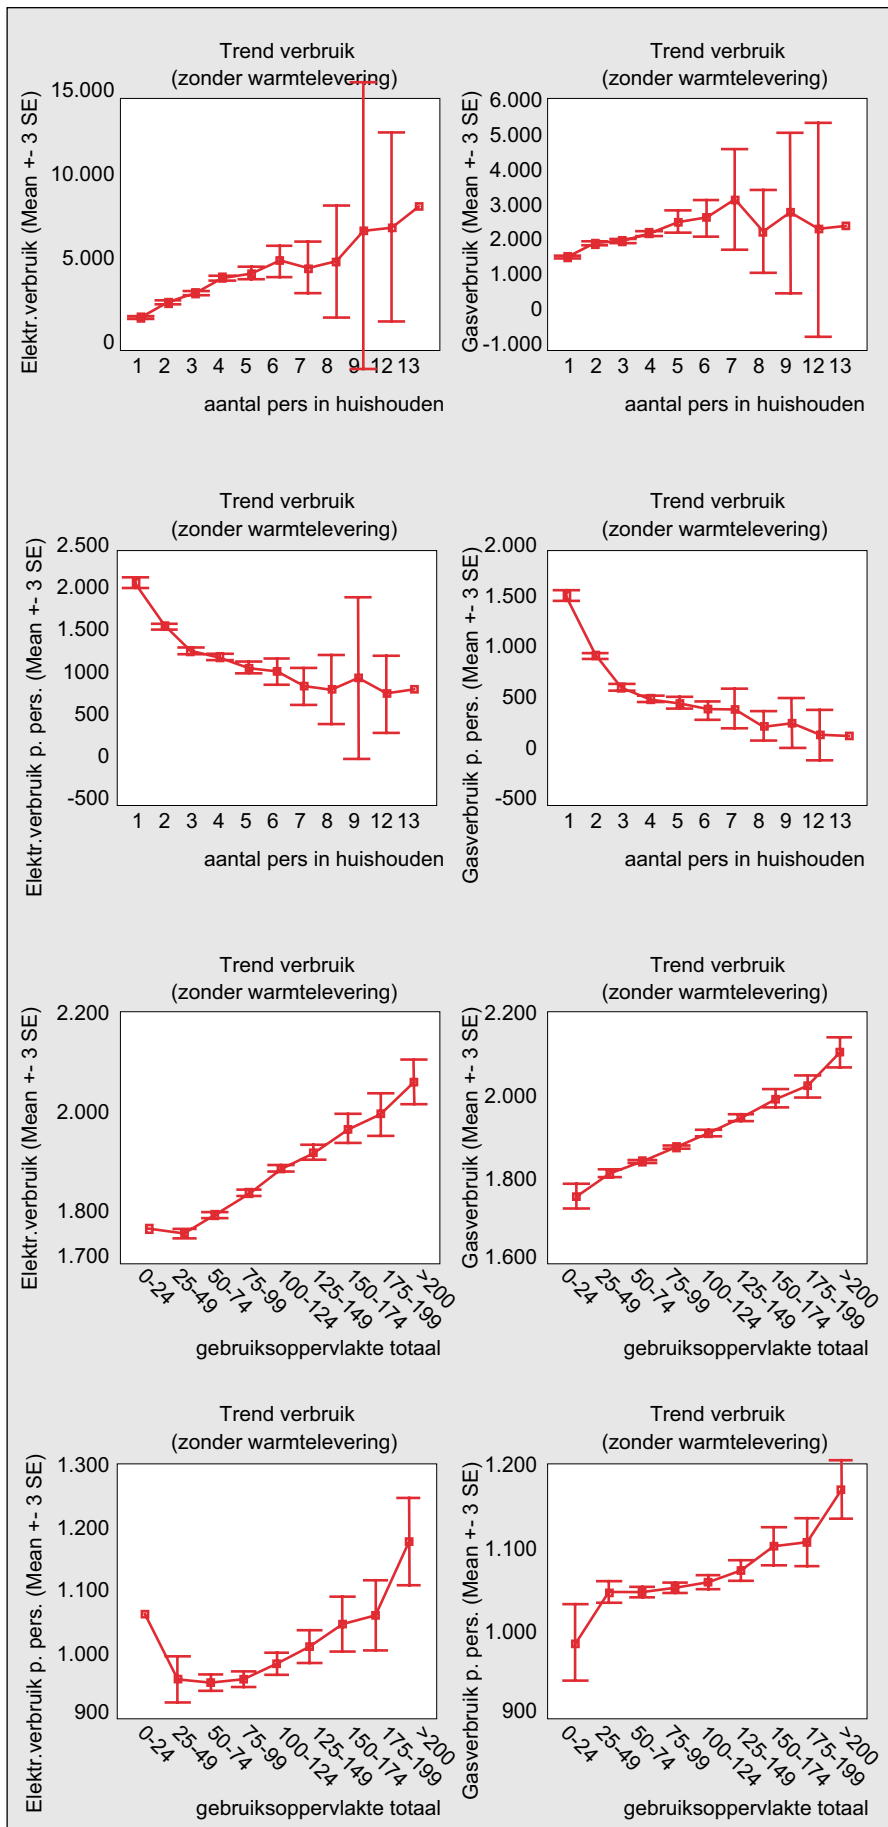 Trend verbruik
(zonder warmtelevering)
Elektr.verbruik (Mean +- 3 SE)
15.000
10.000
5.000
0
1 2 3 4 5 6 7 8 9 12 13
aantal pers in huishouden
Trend verbruik
(zonder warmtelevering)
Gasverbruik (Mean +- 3 SE)
6.000
5.000
4.000
3.000
2.000
1.000
0
-1.000
1 2 3 4 5 6 7 8 9 12 13
aantal pers in huishouden
Trend verbruik
(zonder warmtelevering)
Elektr.verbruik p. pers. (Mean +- 3 SE)
2.500
2.000
1.500
1000
500
0
-500
1 2 3 4 5 6 7 8 9 12 13
aantal pers in huishouden
Trend verbruik
(zonder warmtelevering)
Gasverbruik p. pers. (Mean +- 3 SE)
2.000
1.500
1.000
500
0
-500
1 2 3 4 5 6 7 8 9 12 13
aantal pers in huishouden
Trend verbruik
(zonder warmtelevering)
Elektr.verbruik (Mean +- 3 SE)
2.200
2.000
1.800
1.700
0-24 25-49 50-74 75-99 100-124 125-149 150-174 175-199 >200
gebruiksoppervlakte totaal
Trend verbruik
(zonder warmtelevering)
Gasverbruik (Mean +- 3 SE)
2.200
2.000
1.800
1.600
0-24 25-49 50-74 75-99 100-124 125-149 150-174 175-199 >200
gebruiksoppervlakte totaal
Trend verbruik
(zonder warmtelevering)
Elektr.verbruik p. pers. (Mean +- 3 SE)
1.300
1.200
1.100
1.000
900
0-24 25-49 50-74 75-99 100-124 125-149 150-174 175-199 >200
gebruiksoppervlakte totaal
Trend verbruik
(zonder warmtelevering)
Gasverbruik p. pers. (Mean +- 3 SE)
1.200
1.100
1.000
900
0-24 25-49 50-74 75-99 100-124 125-149 150-174 175-199 >200
gebruiksoppervlakte totaal